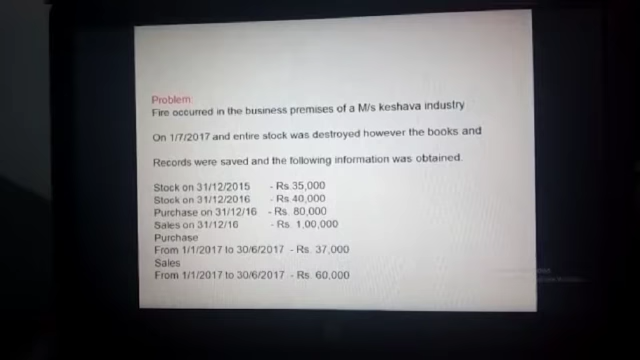 Problem
Fire occurred in the business premises of a M/s keshava industry
On 1/7/2017 and entire stock was destroyed however the books and
Records were saved and the following information was obtained.
Stock on 31/12/2015 - Rs 35,000
Stock on 31/12/2016 - Rs 40,000
Purchase on 31/12/16 - Rs. 80,000
Sales on 31/12/16 - Rs. 1,00,000
Purchase
From 1/1/2017 to 30/6/2017 - Rs. 37,000
Sales
From 1/1/2017 to 30/6/2017 - Rs. 60,000